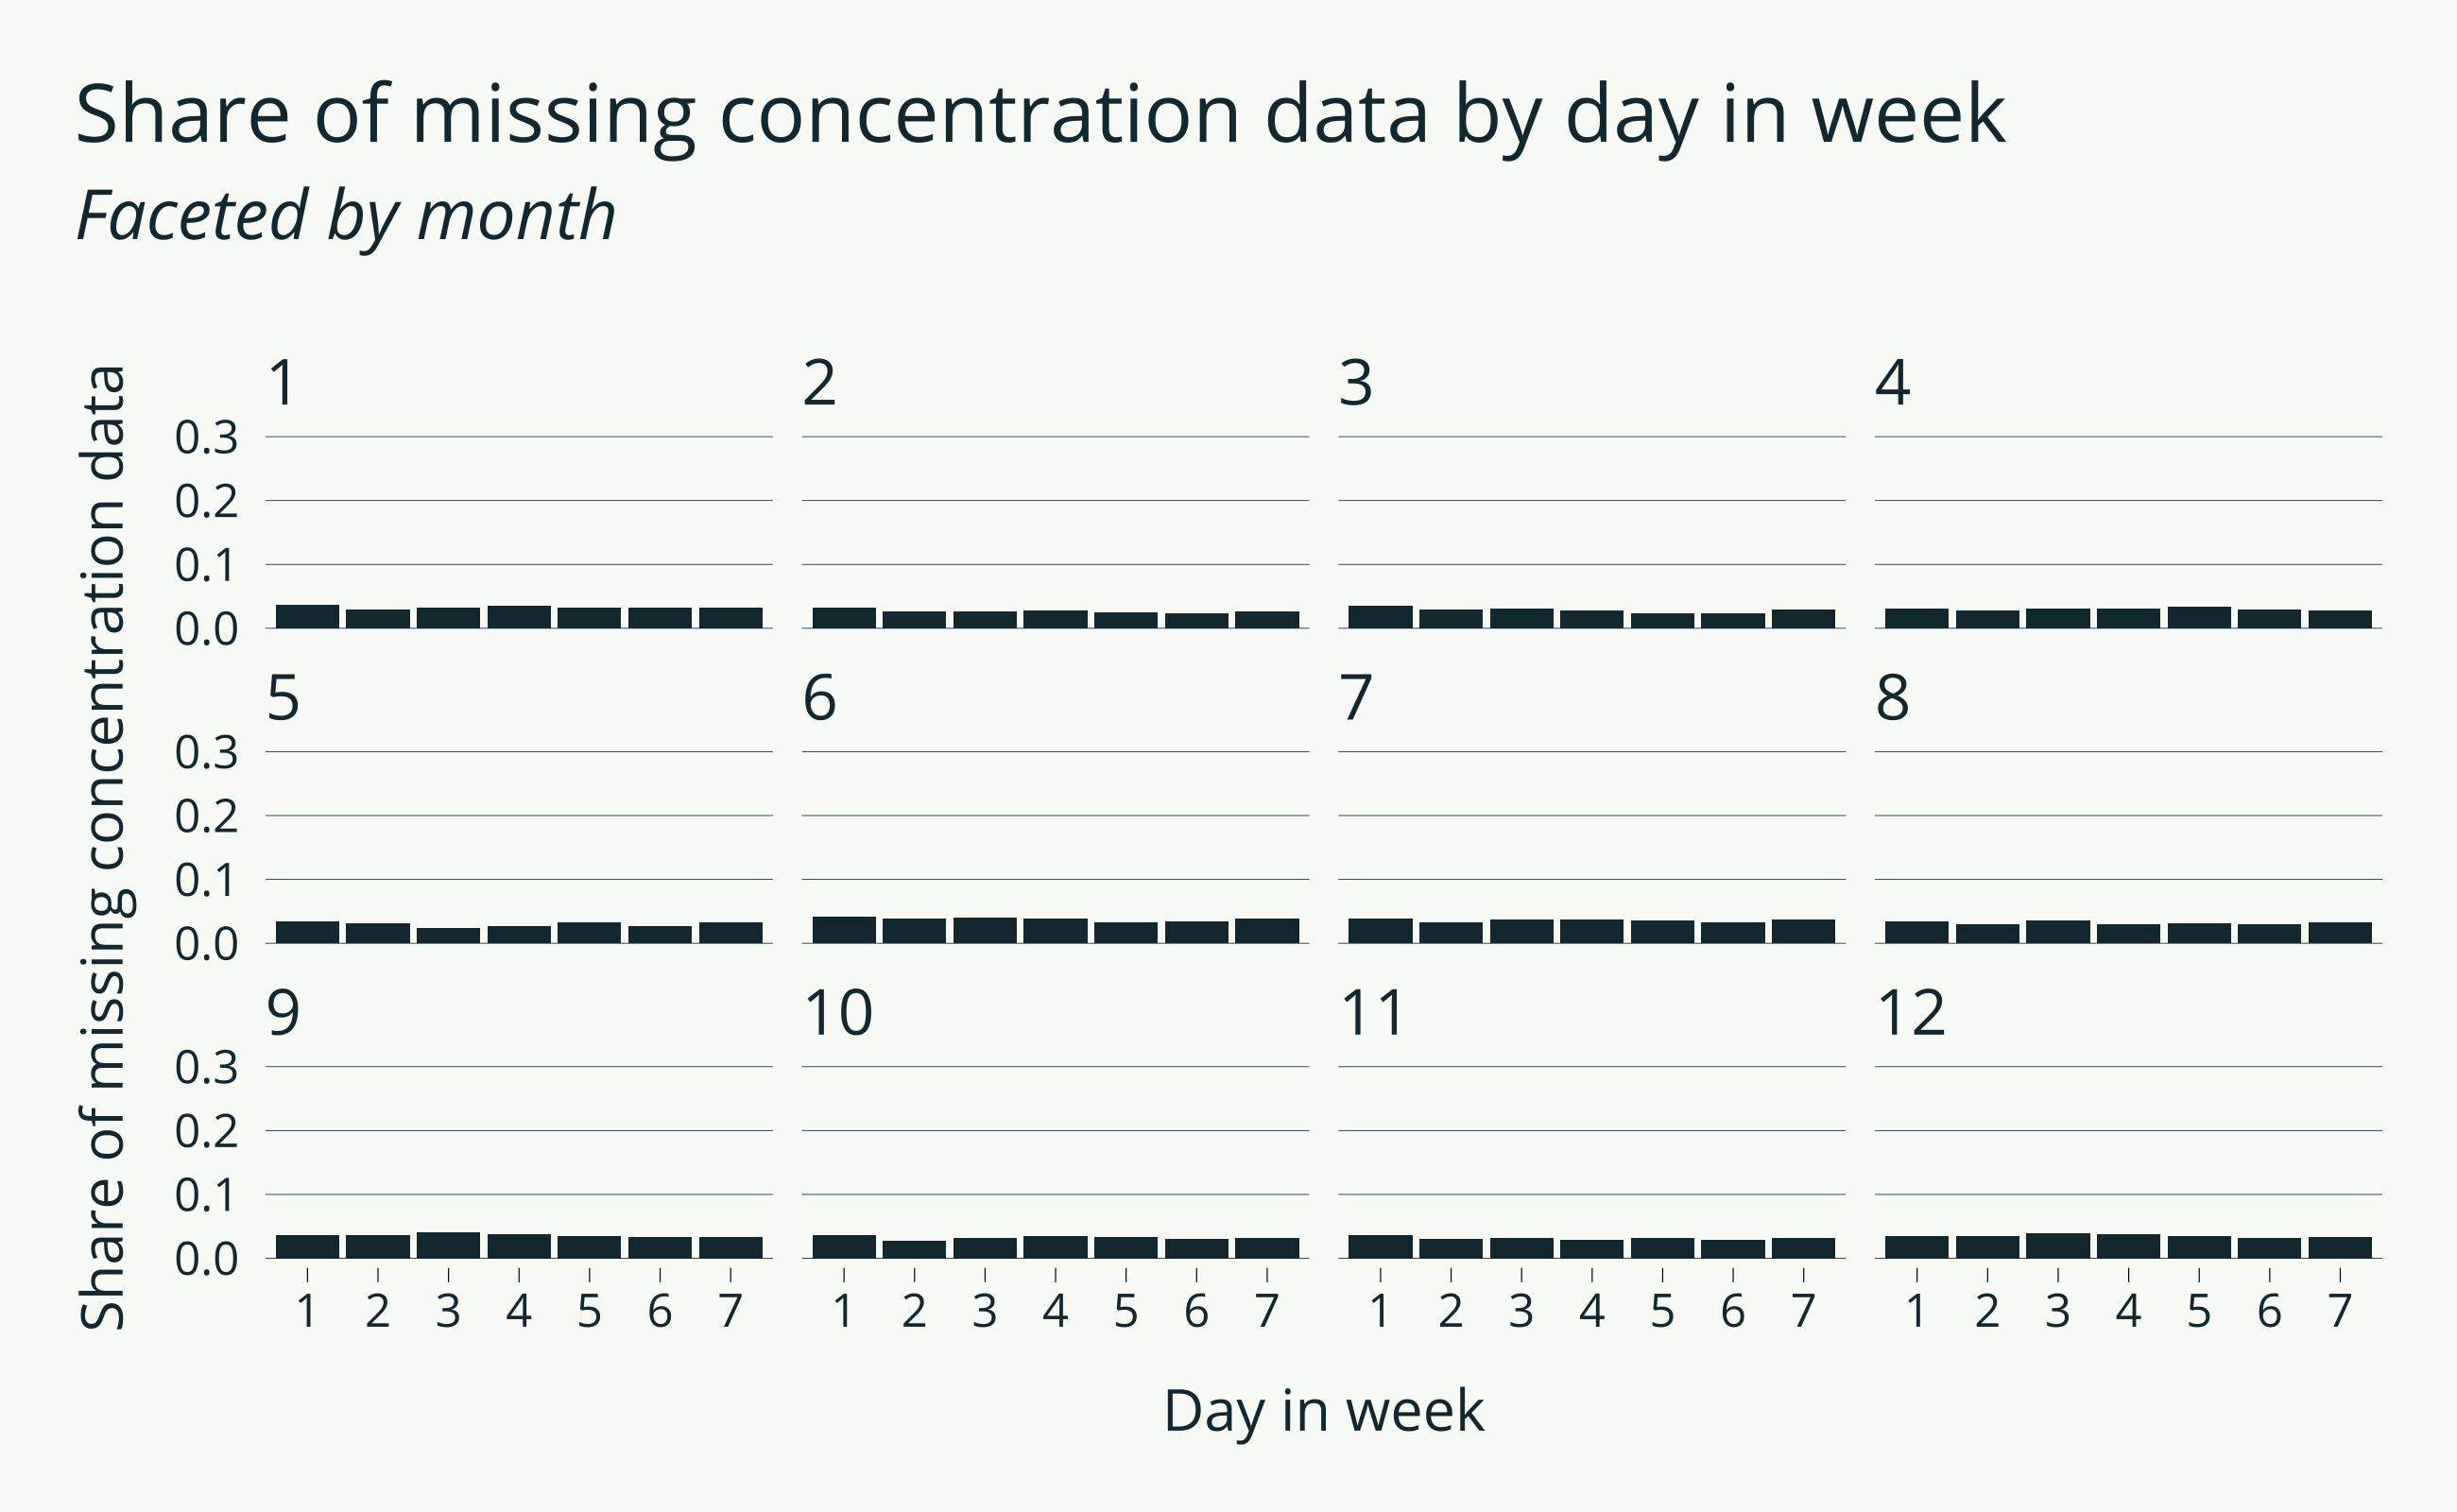 Share of missing concentration data by day in week
Faceted by month
Share of missing concentration data
1 2 3 4
0.3
0.2
0.1
0.0
5 6 7 8
0.3
0.2
0.1
0.0
9 10 11 12
0.3
0.2
0.1
0.0
1 2 3 4 5 6 7 1 2 3 4 5 6 7 1 2 3 4 5 6 7 1 2 3 4 5 6 7
Day in week